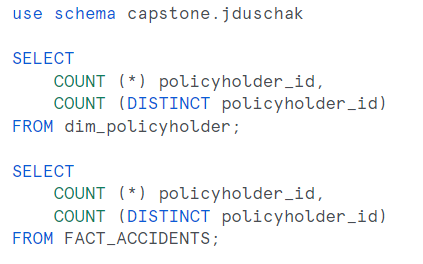 use schema capstone.jduschak
SELECT
COUNT (*) policyholder_id,
COUNT (DISTINCT policyholder_id)
FROM dim_policyholder;
SELECT
COUNT (*) policyholder_id,
COUNT (DISTINCT policyholder_id)
FROM FACT_ACCIDENTS;